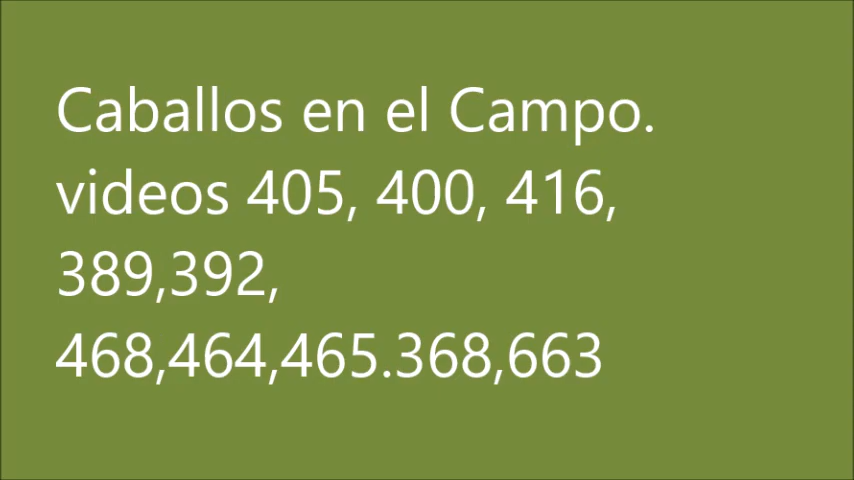 Caballos en el Campo.
videos 405, 400, 416,
389,392,
468,464,465.368,663